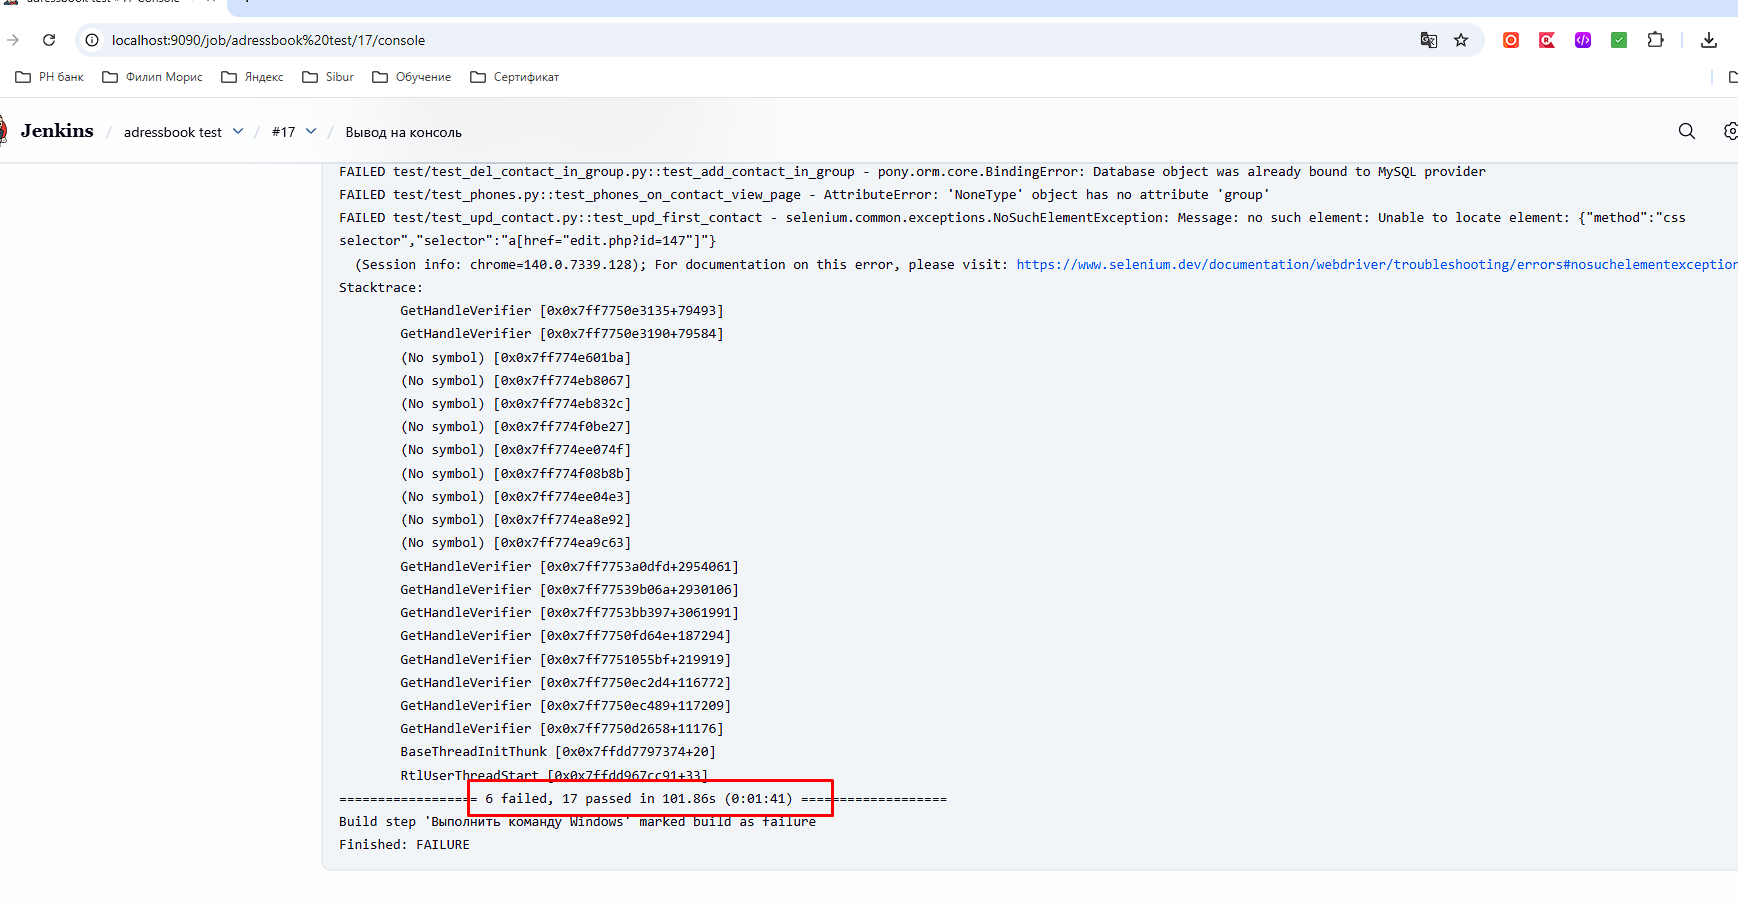 localhost:9090/job/adressbook%20test/17/console
РН банк Филип Морис Яндекс Sibur Обучение Сертификат
Jenkins / adressbook test / #17 / Вывод на консоль
FAILED test/test_del_contact_in_group.py::test_add_contact_in_group - pony.orm.core.BindingError: Database object was already bound to MySQL provider
FAILED test/test_phones.py::test_phones_on_contact_view_page - AttributeError: 'NoneType' object has no attribute 'group'
FAILED test/test_upd_contact.py::test_upd_first_contact - selenium.common.exceptions.NoSuchElementException: Message: no such element: Unable to locate element: {"method":"css
selector","selector":"a[href="edit.php?id=147"]"}
(Session info: chrome=140.0.7339.128); For documentation on this error, please visit: https://www.selenium.dev/documentation/webdriver/troubleshooting/errors#nosuchelementexception
Stacktrace:
GetHandleVerifier [0x0x7ff7750e3135+79493]
GetHandleVerifier [0x0x7ff7750e3190+79584]
(No symbol) [0x0x7ff774e601ba]
(No symbol) [0x0x7ff774eb8067]
(No symbol) [0x0x7ff774eb832c]
(No symbol) [0x0x7ff774f0be27]
(No symbol) [0x0x7ff774ee074f]
(No symbol) [0x0x7ff774f08b8b]
(No symbol) [0x0x7ff774ee04e3]
(No symbol) [0x0x7ff774ea8e92]
(No symbol) [0x0x7ff774ea9c63]
GetHandleVerifier [0x0x7ff7753a0dfd+2954061]
GetHandleVerifier [0x0x7ff77539b06a+2930106]
GetHandleVerifier [0x0x7ff7753bb397+3061991]
GetHandleVerifier [0x0x7ff7750fd64e+187294]
GetHandleVerifier [0x0x7ff7751055bf+219919]
GetHandleVerifier [0x0x7ff7750ec2d4+116772]
GetHandleVerifier [0x0x7ff7750ec489+117209]
GetHandleVerifier [0x0x7ff7750d2658+11176]
BaseThreadInitThunk [0x0x7ffdd7797374+20]
RtlUserThreadStart [0x0x7ffdd967cc91+33]
================== 6 failed, 17 passed in 101.86s (0:01:41) ===================
Build step 'Выполнить команду Windows' marked build as failure
Finished: FAILURE